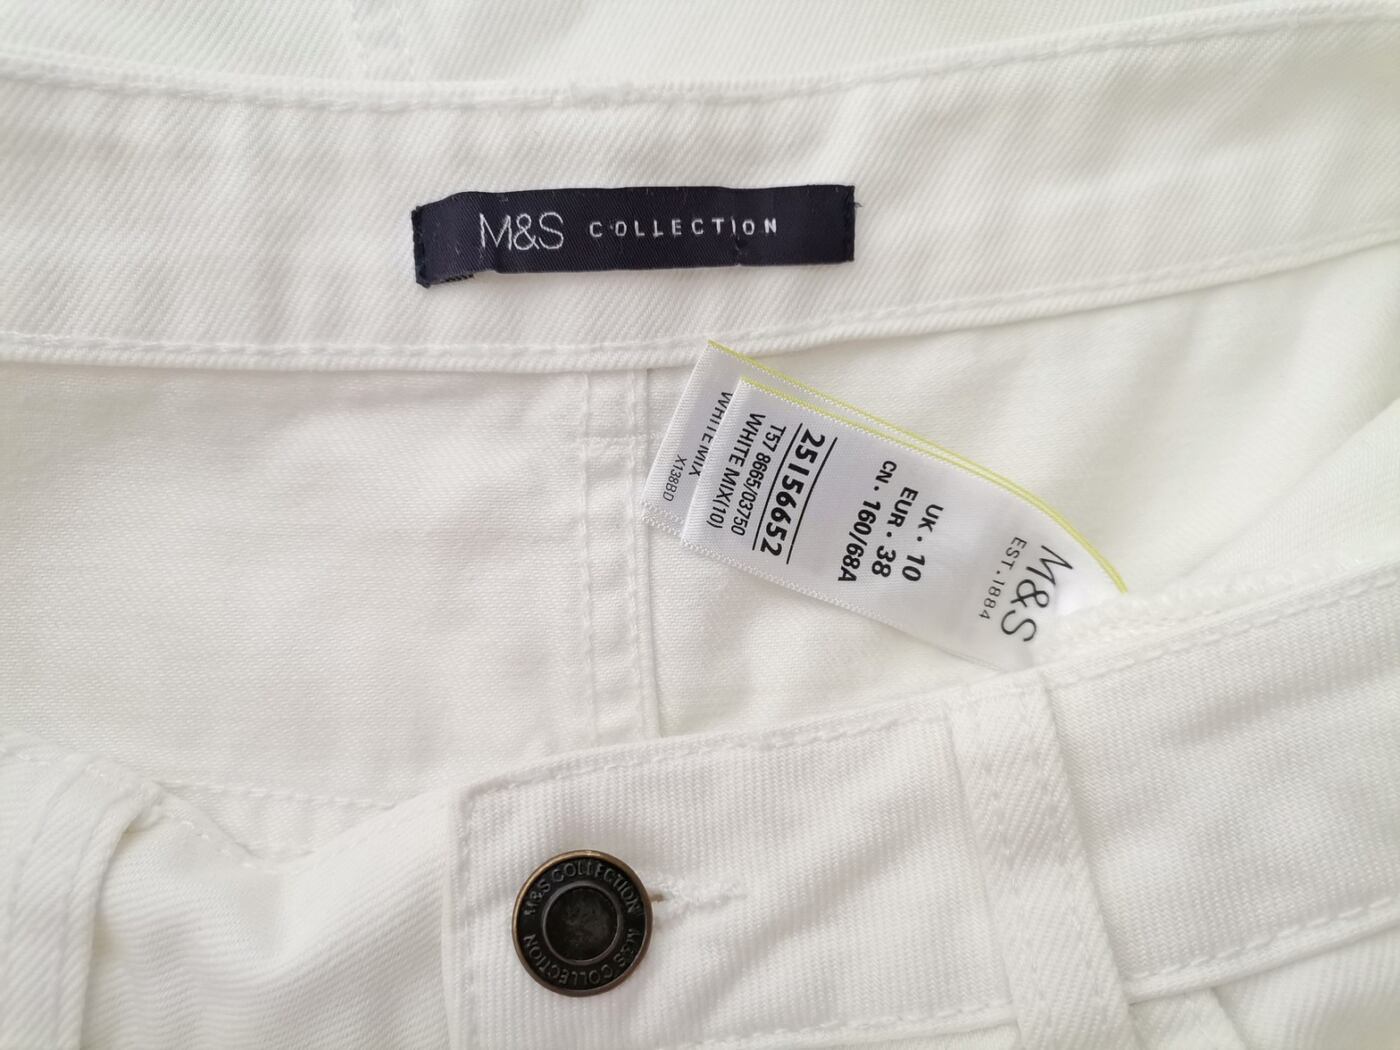 M&S COLLECTION
M&S
EST. 1884
UK • 10
EUR • 38
CN • 160/68A
25156652
T57 8665/03750
WHITE MIX(10)
WHITE MIX
X138BD
M&S COLLECTION M&S COLLECTION